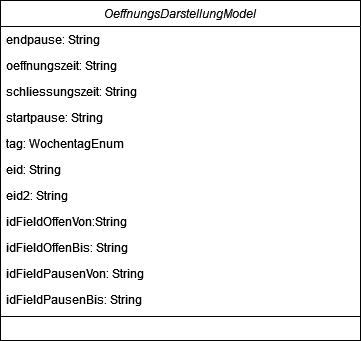 OeffnungsDarstellungModel
endpause: String
oeffnungszeit: String
schliessungszeit: String
startpause: String
tag: WochentagEnum
eid: String
eid2: String
idFieldOffenVon:String
idFieldOffenBis: String
idFieldPausenVon: String
idFieldPausenBis: String